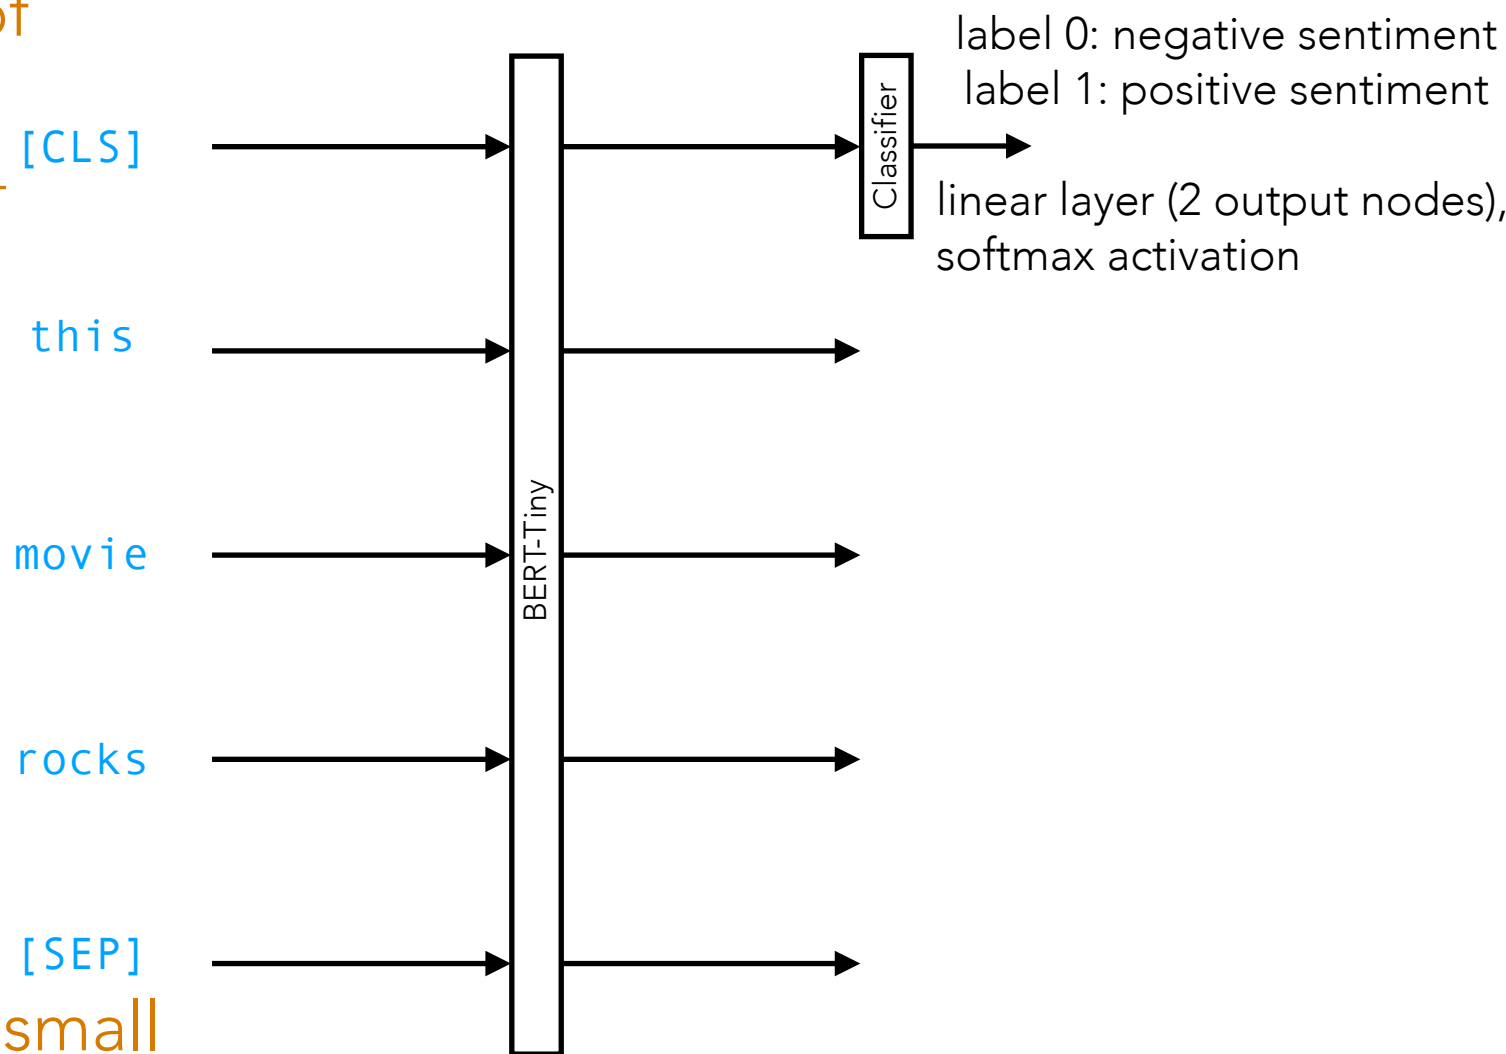 of
label 0: negative sentiment
label 1: positive sentiment
[CLS]
Classifier
linear layer (2 output nodes),
softmax activation
this
movie
BERT-Tiny
rocks
[SEP]
small